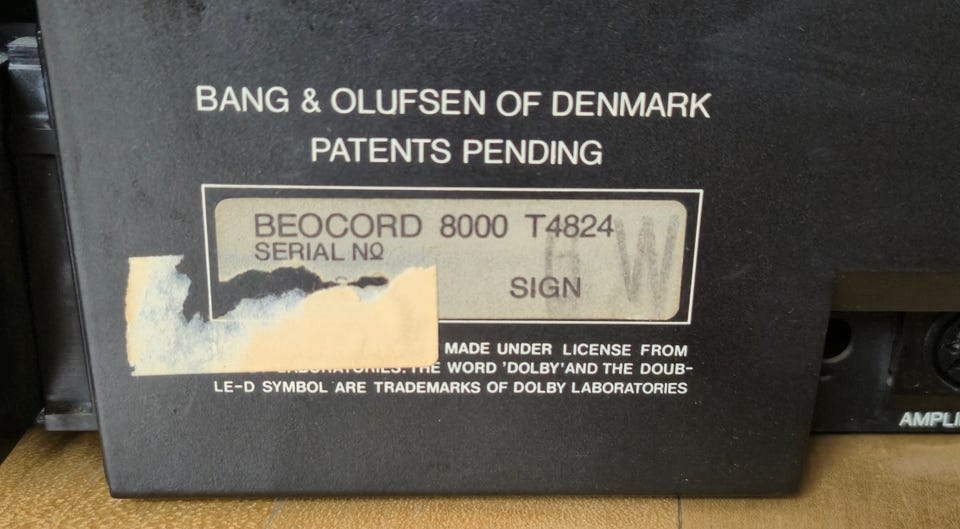 BANG & OLUFSEN OF DENMARK
PATENTS PENDING
BEOCORD 8000 T4824
SERIAL Nº
SIGN
W
MADE UNDER LICENSE FROM
LABORATORIES. THE WORD 'DOLBY' AND THE DOUB-
LE-D SYMBOL ARE TRADEMARKS OF DOLBY LABORATORIES